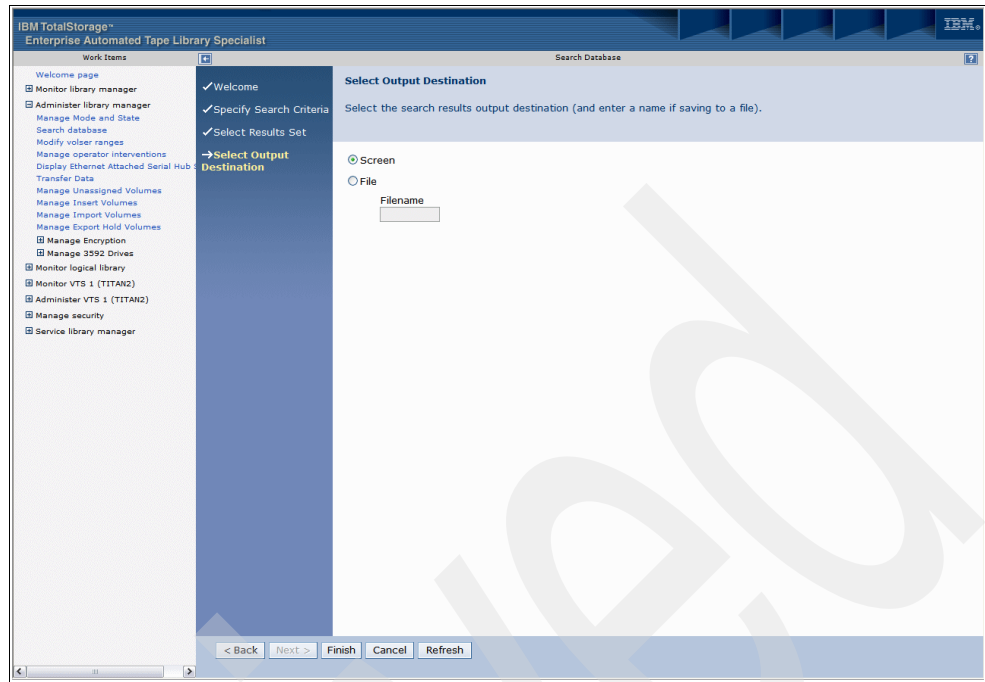 IBM TotalStorage™
Enterprise Automated Tape Library Specialist
IBM®
Work Items
Search Database
?
Welcome page
Monitor library manager
Administer library manager
Manage Mode and State
Search database
Modify volser ranges
Manage operator interventions
Display Ethernet Attached Serial Hub S
Transfer Data
Manage Unassigned Volumes
Manage Insert Volumes
Manage Import Volumes
Manage Export Hold Volumes
Manage Encryption
Manage 3592 Drives
Monitor logical library
Monitor VTS 1 (TITAN2)
Administer VTS 1 (TITAN2)
Manage security
Service library manager
✓Welcome
✓Specify Search Criteria
✓Select Results Set
→Select Output
Destination
Select Output Destination
Select the search results output destination (and enter a name if saving to a file).
Screen
File
Filename
< Back Next > Finish Cancel Refresh